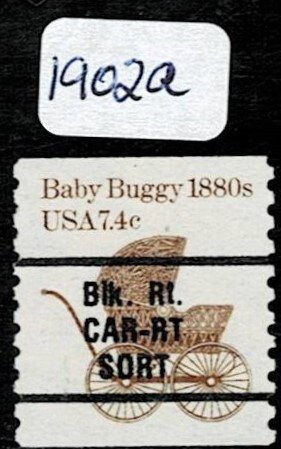 1902a
Baby Buggy 1880s
USA7.4c
Blk. Rt.
CAR-RT
SORT